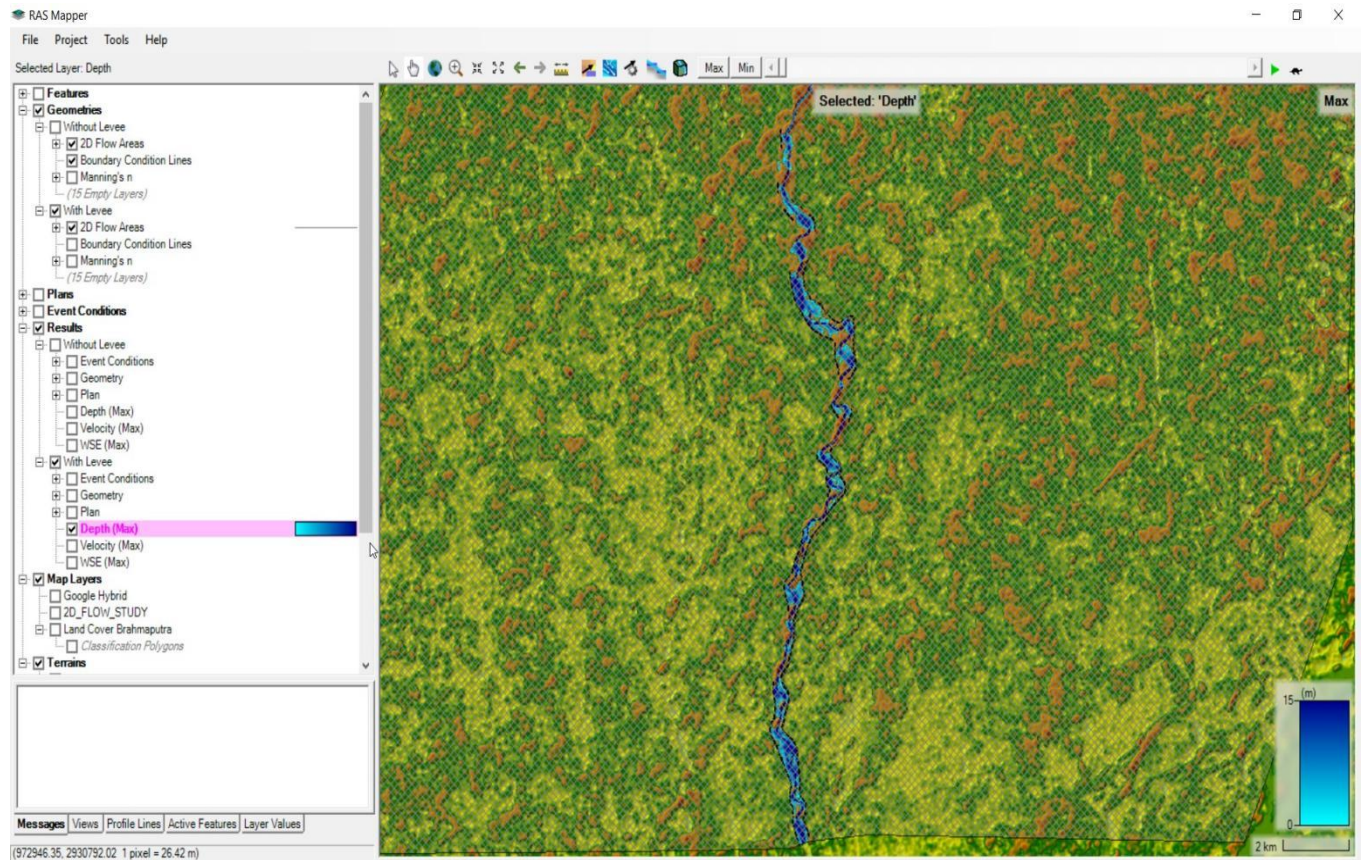 RAS Mapper
File Project Tools Help
Selected Layer: Depth
Max Min
Features
Geometries
Without Levee
2D Flow Areas
Boundary Condition Lines
Manning's n
(15 Empty Layers)
With Levee
2D Flow Areas
Boundary Condition Lines
Manning's n
(15 Empty Layers)
Plans
Event Conditions
Results
Without Levee
Event Conditions
Geometry
Plan
Depth (Max)
Velocity (Max)
WSE (Max)
With Levee
Event Conditions
Geometry
Plan
Depth (Max)
Velocity (Max)
WSE (Max)
Map Layers
Google Hybrid
2D_FLOW_STUDY
Land Cover Brahmaputra
Classification Polygons
Terrains
Selected: 'Depth'
Max
15 (m)
0
2 km
Messages Views Profile Lines Active Features Layer Values
(972946.35, 2930792.02 1 pixel = 26.42 m)